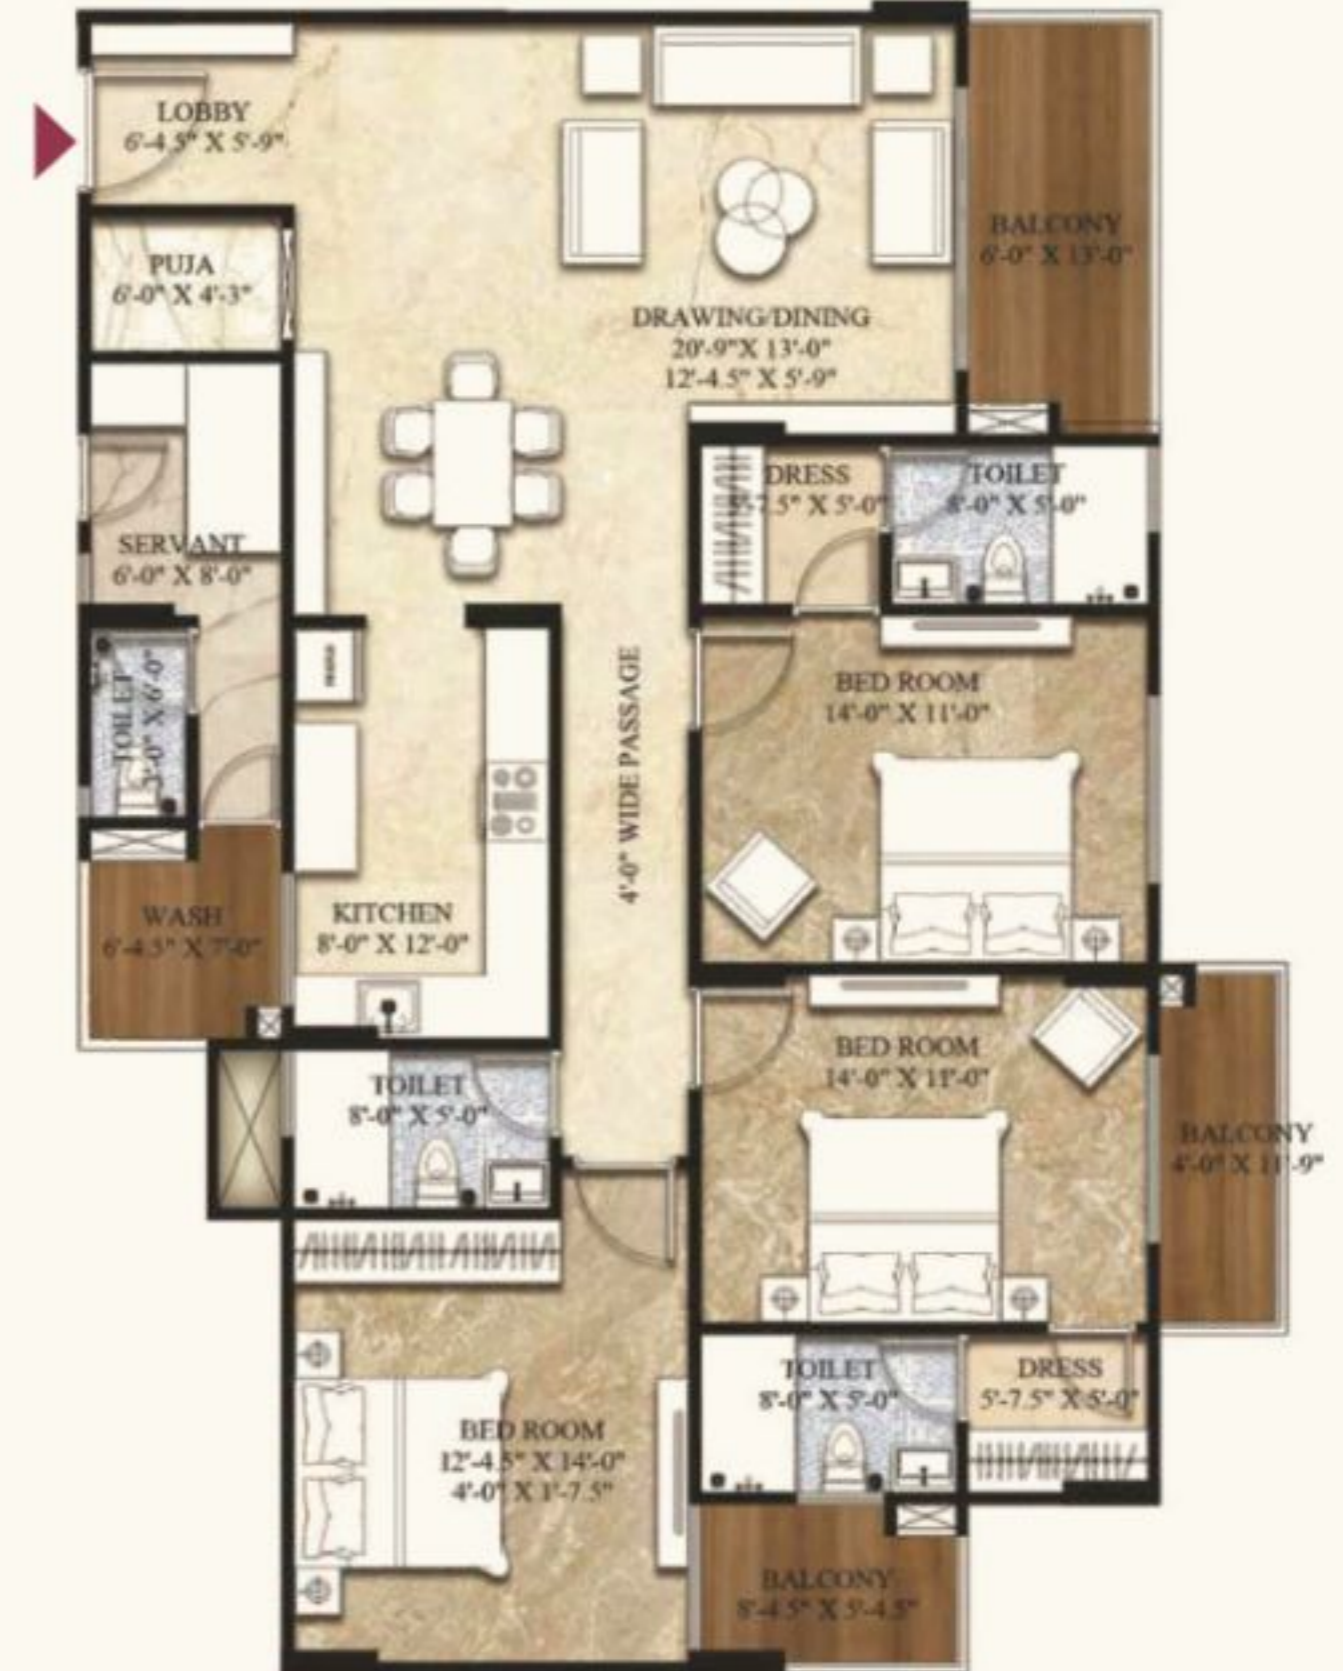 LOBBY
6'-4.5" X 5'-9"
PUJA
6'-0" X 4'-3"
BALCONY
6'-0" X 13'-0"
DRAWING/DINING
20'-9"X 13'-0"
12'-4.5" X 5'-9"
DRESS
7.5" X 5'-0"
TOILET
8'-0" X 5'-0"
SERVANT
6'-0" X 8'-0"
TOILET
X 6'-0"
BED ROOM
14'-0" X 11'-0"
4'-0" WIDE PASSAGE
WASH
6'-4.5" X 7'-0"
KITCHEN
8'-0" X 12'-0"
BED ROOM
14'-0" X 11'-0"
TOILET
8'-0" X 5'-0"
BALCONY
4'-0" X 11'-9"
TOILET
8'-0" X 5'-0"
DRESS
5'-7.5" X 5'-0"
BED ROOM
12'-4.5" X 14'-0"
4'-0" X 1'-7.5"
BALCONY
8'-4.5" X 5'-4.5"